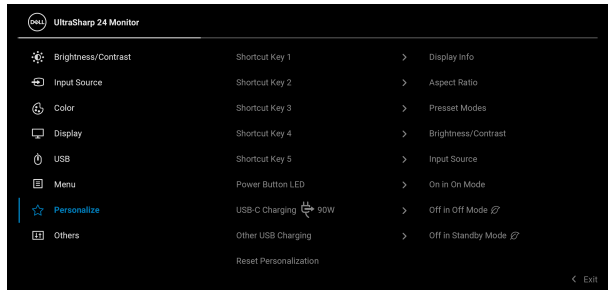 DELL UltraSharp 24 Monitor
Brightness/Contrast Shortcut Key 1 > Display Info
Input Source Shortcut Key 2 > Aspect Ratio
Color Shortcut Key 3 > Presset Modes
Display Shortcut Key 4 > Brightness/Contrast
USB Shortcut Key 5 > Input Source
Menu Power Button LED > On in On Mode
Personalize USB-C Charging 90W > Off in Off Mode
Others Other USB Charging > Off in Standby Mode
Reset Personalization
< Exit